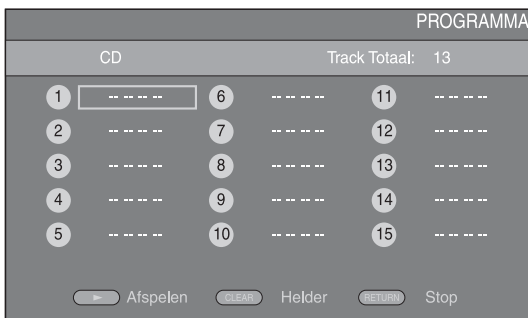 PROGRAMMA
CD Track Totaal: 13
1 -- -- -- -- 6 -- -- -- -- 11 -- -- -- --
2 -- -- -- -- 7 -- -- -- -- 12 -- -- -- --
3 -- -- -- -- 8 -- -- -- -- 13 -- -- -- --
4 -- -- -- -- 9 -- -- -- -- 14 -- -- -- --
5 -- -- -- -- 10 -- -- -- -- 15 -- -- -- --
Afspelen CLEAR Helder RETURN Stop